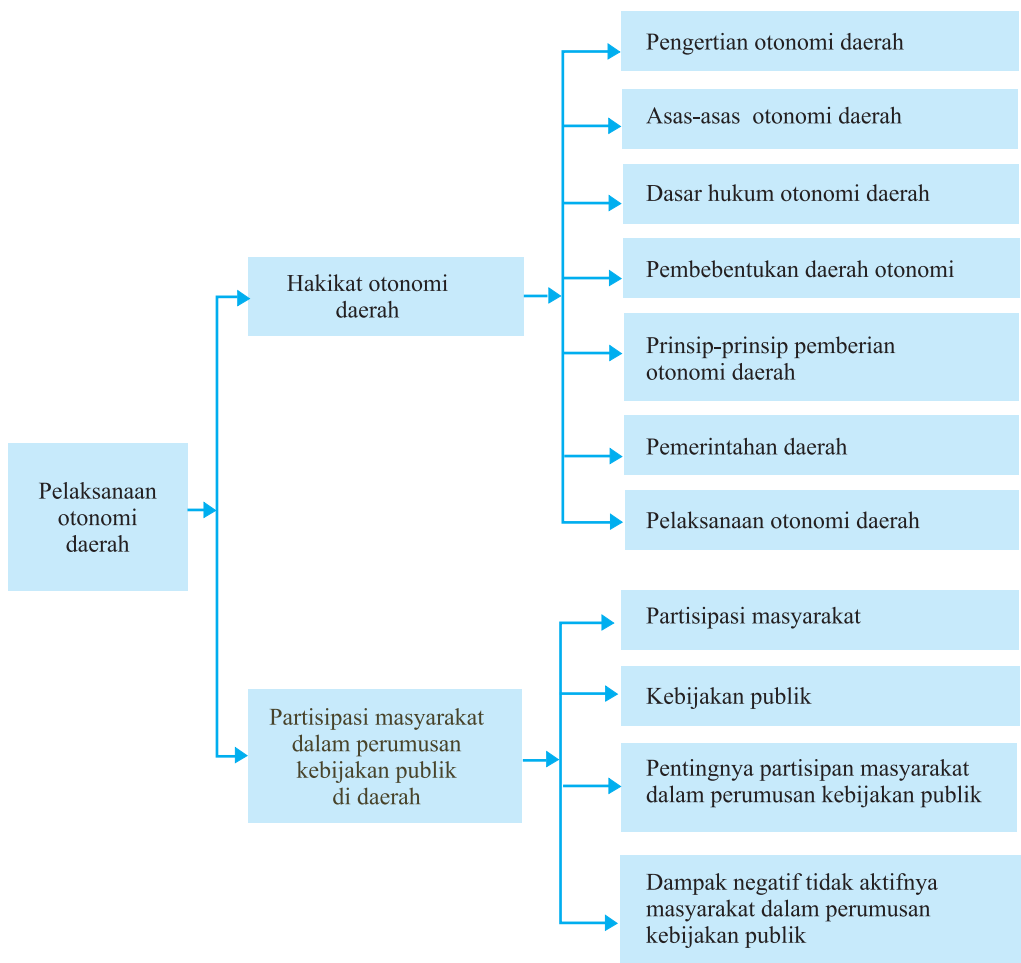 Pelaksanaan
otonomi
daerah
Hakikat otonomi
daerah
Pengertian otonomi daerah
Asas-asas otonomi daerah
Dasar hukum otonomi daerah
Pembebentukan daerah otonomi
Prinsip-prinsip pemberian
otonomi daerah
Pemerintahan daerah
Pelaksanaan otonomi daerah
Partisipasi masyarakat
dalam perumusan
kebijakan publik
di daerah
Partisipasi masyarakat
Kebijakan publik
Pentingnya partisipan masyarakat
dalam perumusan kebijakan publik
Dampak negatif tidak aktifnya
masyarakat dalam perumusan
kebijakan publik